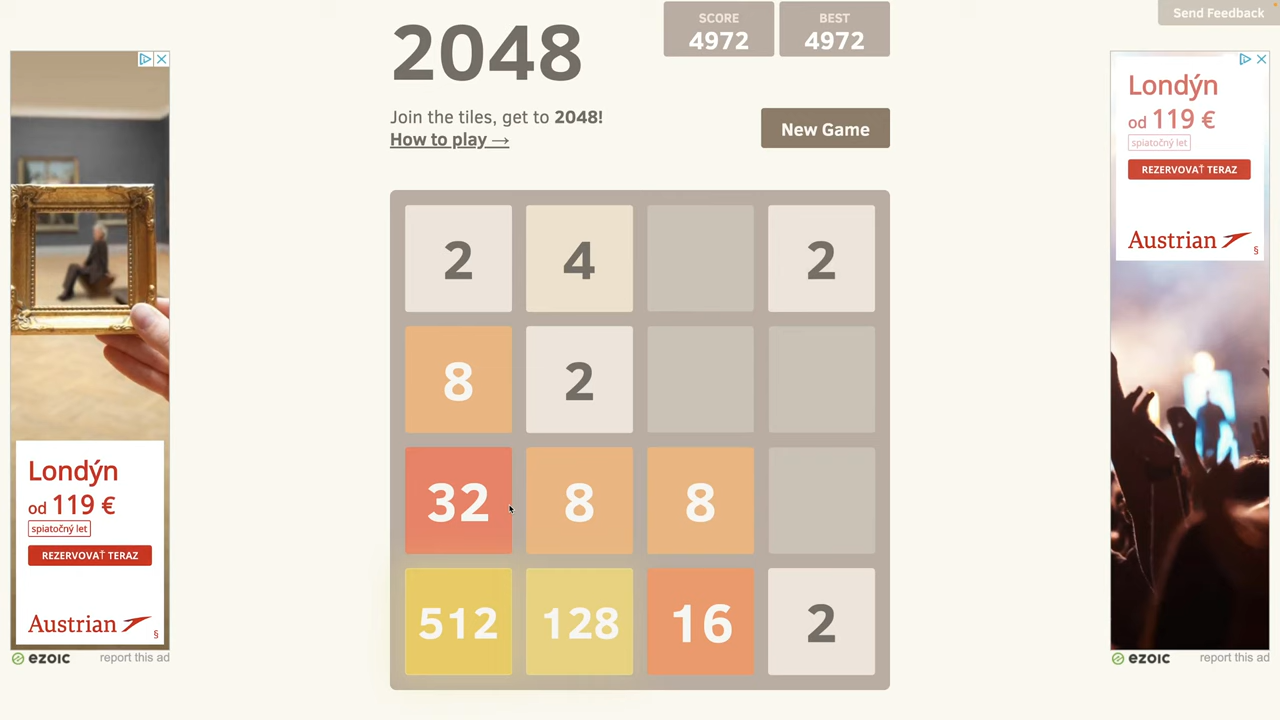 2048
SCORE
4972
BEST
4972
Send Feedback
Join the tiles, get to 2048!
How to play →
New Game
2 4 2
8 2
32 8 8
512 128 16 2
Londýn
od 119 €
spiatočný let
REZERVOVAŤ TERAZ
Austrian
§
ezoic
report this ad
Londýn
od 119 €
spiatočný let
REZERVOVAŤ TERAZ
Austrian
§
ezoic
report this ad